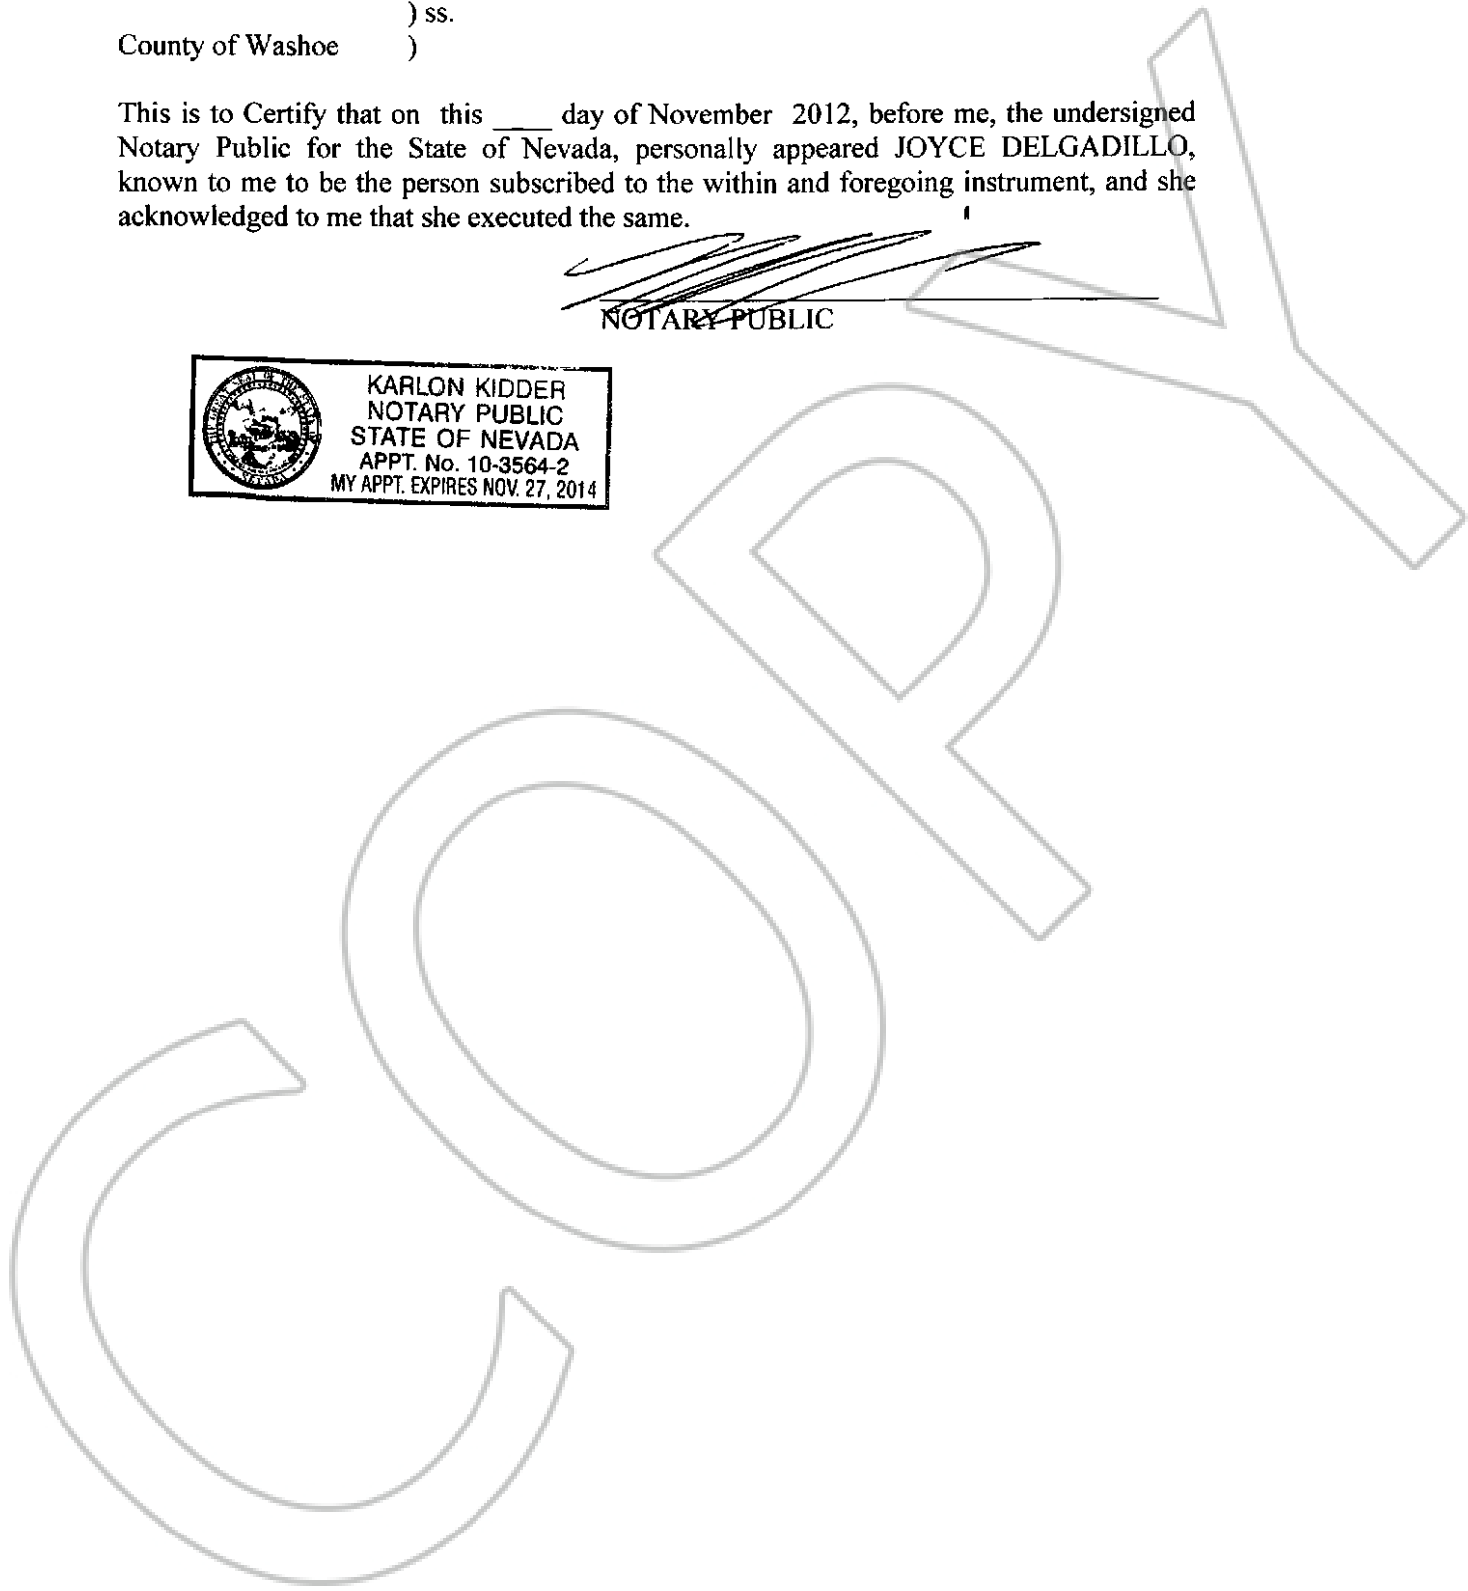 ) ss.
County of Washoe )
This is to Certify that on this ____ day of November 2012, before me, the undersigned
Notary Public for the State of Nevada, personally appeared JOYCE DELGADILLO,
known to me to be the person subscribed to the within and foregoing instrument, and she
acknowledged to me that she executed the same.
NOTARY PUBLIC
KARLON KIDDER
NOTARY PUBLIC
STATE OF NEVADA
APPT. No. 10-3564-2
MY APPT. EXPIRES NOV. 27, 2014
COPY